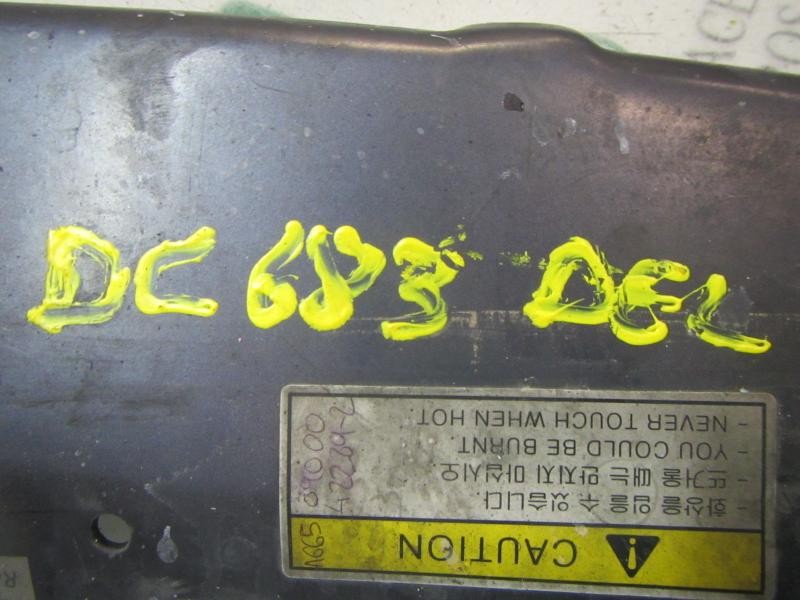 DC 683 DEL
CAUTION
- 화상을 입을 수 있습니다.
- 뜨거울 때는 만지지 마십시오.
- YOU COULD BE BURNT.
- NEVER TOUCH WHEN HOT.